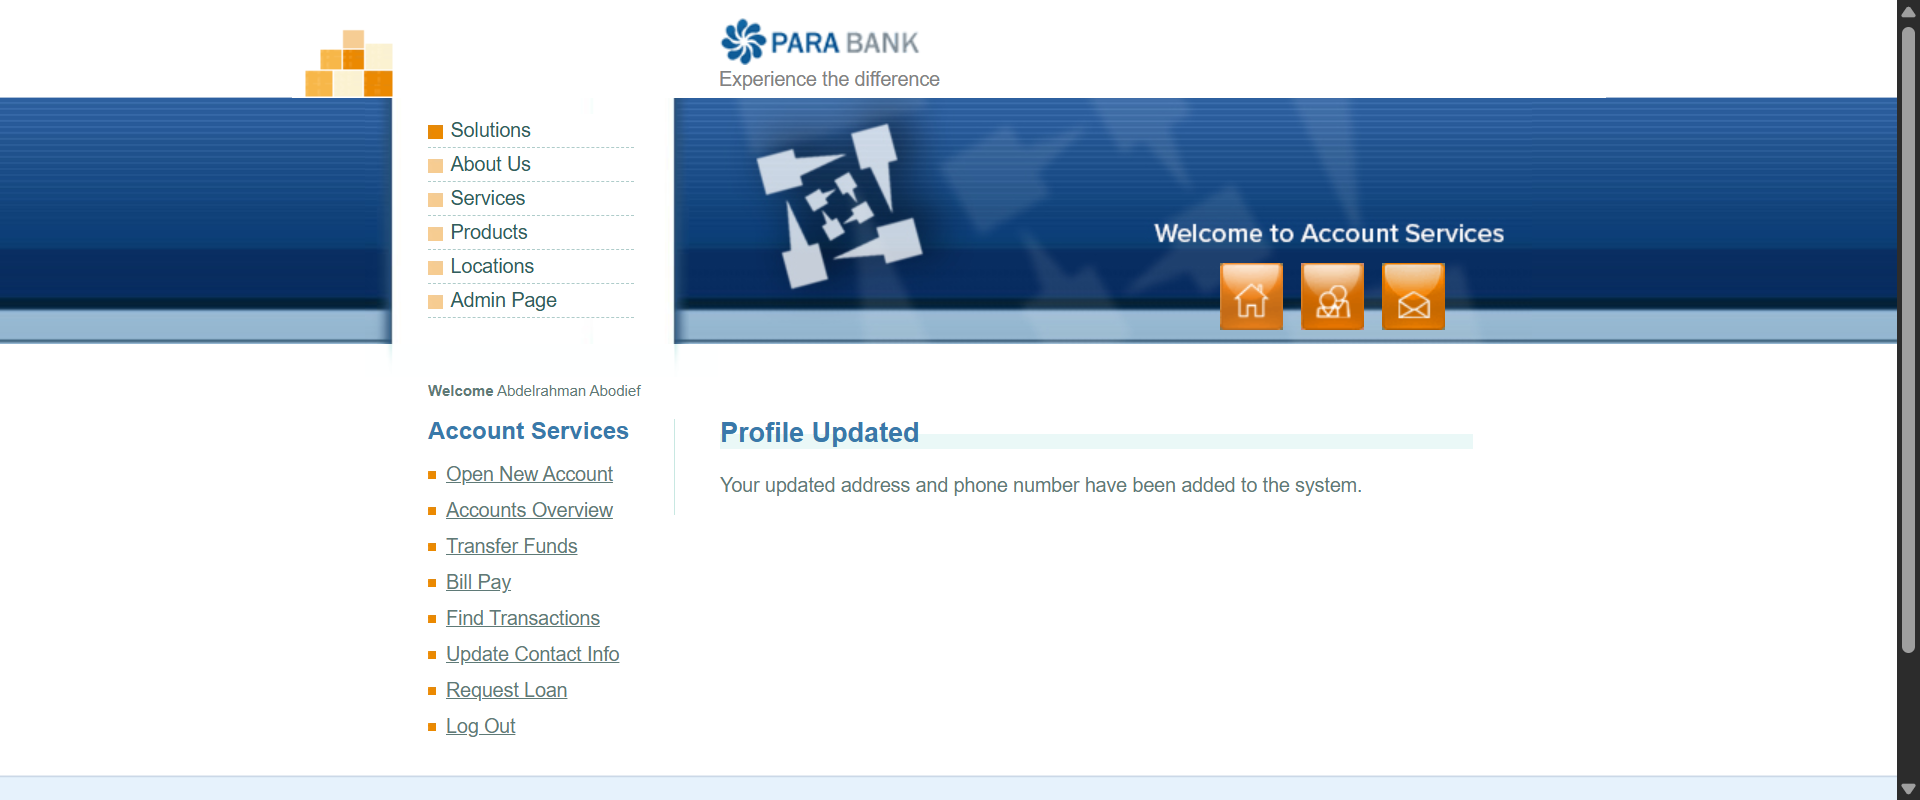 PARA BANK
Experience the difference
Solutions
About Us
Services
Products
Locations
Admin Page
Welcome to Account Services
Welcome Abdelrahman Abodief
Account Services
Open New Account
Accounts Overview
Transfer Funds
Bill Pay
Find Transactions
Update Contact Info
Request Loan
Log Out
Profile Updated
Your updated address and phone number have been added to the system.